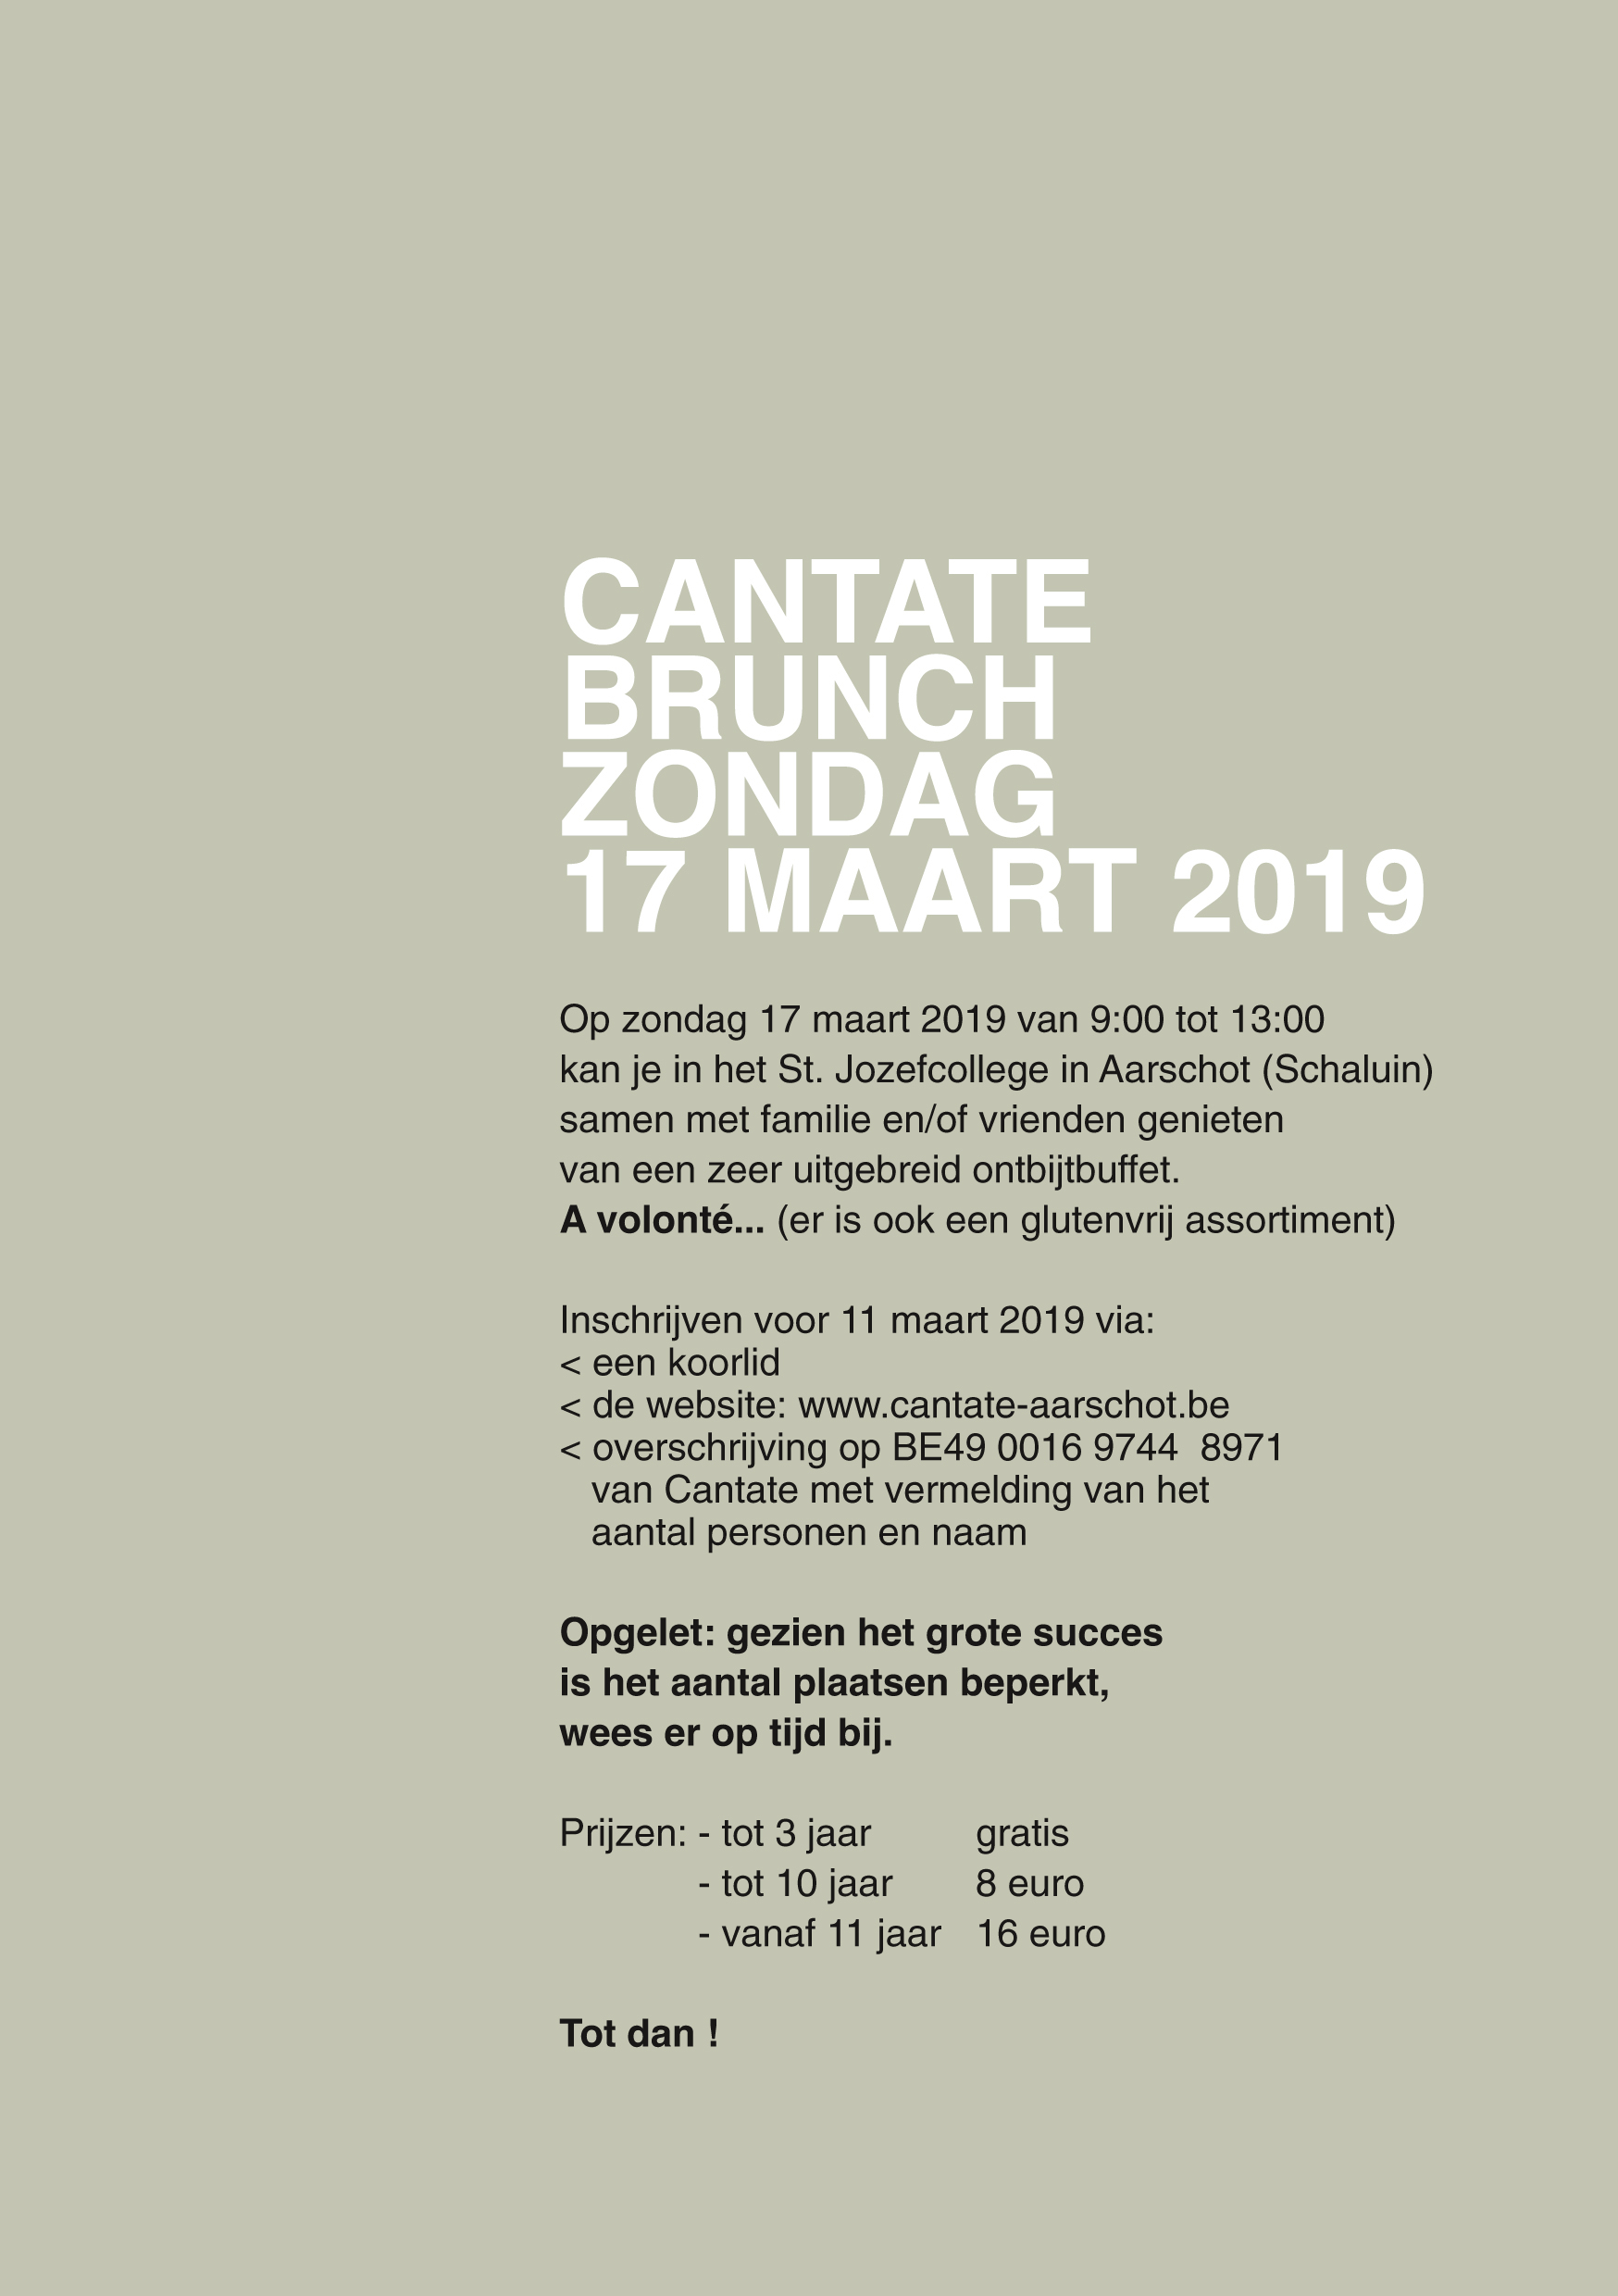 CANTATE
BRUNCH
ZONDAG
17 MAART 2019
Op zondag 17 maart 2019 van 9:00 tot 13:00
kan je in het St. Jozefcollege in Aarschot (Schaluin)
samen met familie en/of vrienden genieten
van een zeer uitgebreid ontbijtbuffet.
A volonté... (er is ook een glutenvrij assortiment)
Inschrijven voor 11 maart 2019 via:
< een koorlid
< de website: www.cantate-aarschot.be
< overschrijving op BE49 0016 9744  8971
van Cantate met vermelding van het
aantal personen en naam
Opgelet: gezien het grote succes
is het aantal plaatsen beperkt,
wees er op tijd bij.
Prijzen: - tot 3 jaar gratis
- tot 10 jaar 8 euro
- vanaf 11 jaar 16 euro
Tot dan !